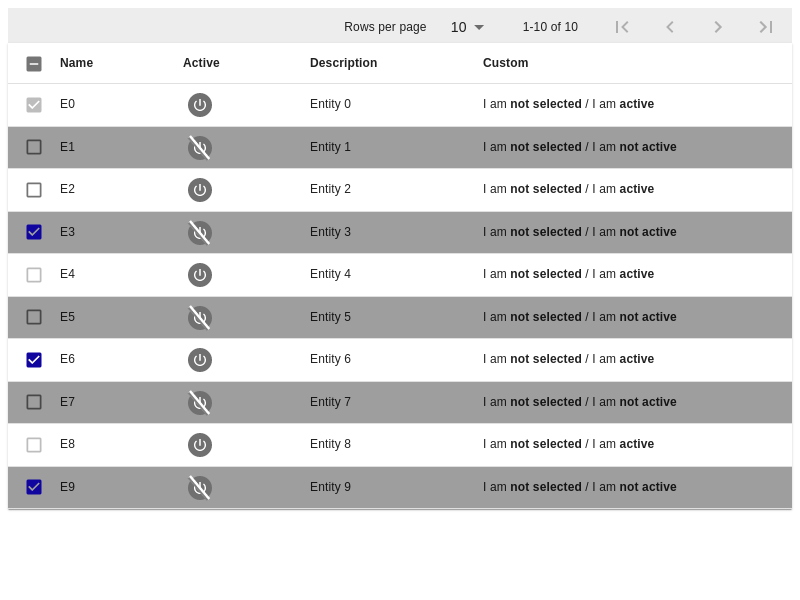 Rows per page 10 1-10 of 10
Name Active Description Custom
E0 Entity 0 I am not selected / I am active
E1 Entity 1 I am not selected / I am not active
E2 Entity 2 I am not selected / I am active
E3 Entity 3 I am not selected / I am not active
E4 Entity 4 I am not selected / I am active
E5 Entity 5 I am not selected / I am not active
E6 Entity 6 I am not selected / I am active
E7 Entity 7 I am not selected / I am not active
E8 Entity 8 I am not selected / I am active
E9 Entity 9 I am not selected / I am not active